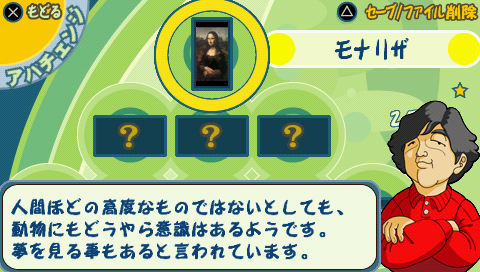 もどる
セーブ/ファイル削除
アハチェンジ
モナリザ
? ? ?
人間ほどの高度なものではないとしても、
動物にもどうやら意識はあるようです。
夢を見る事もあると言われています。